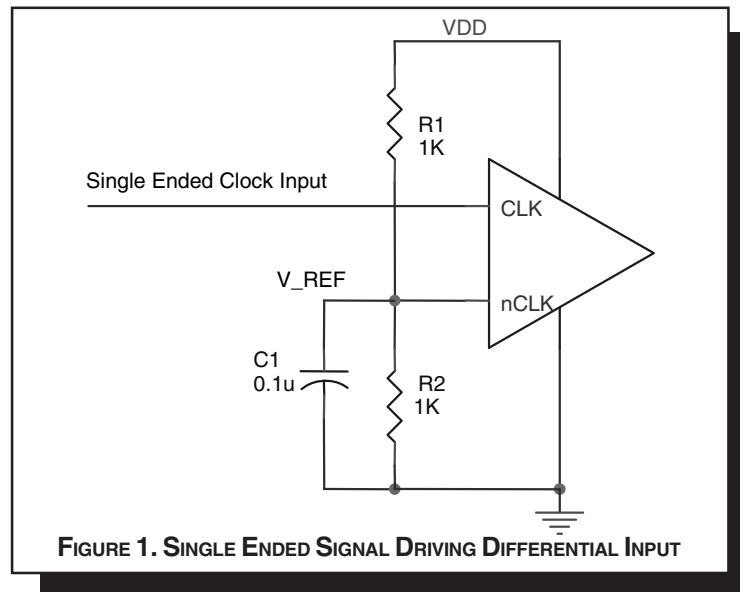 VDD
R1
1K
Single Ended Clock Input
CLK
V_REF
nCLK
C1
0.1u
R2
1K
FIGURE 1. SINGLE ENDED SIGNAL DRIVING DIFFERENTIAL INPUT